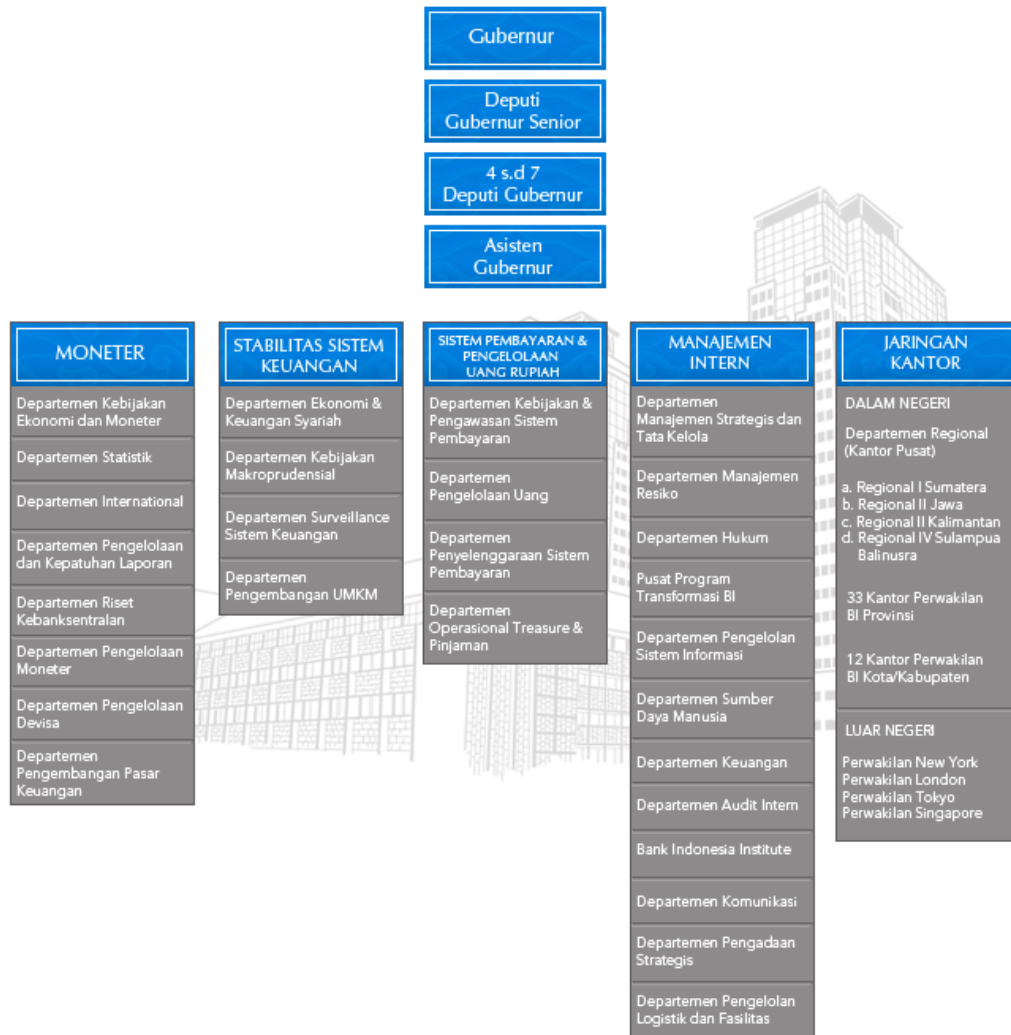 Gubernur
Deputi
Gubernur Senior
4 s.d 7
Deputi Gubernur
Asisten
Gubernur
MONETER
Departemen Kebijakan
Ekonomi dan Moneter
Departemen Statistik
Departemen International
Departemen Pengelolaan
dan Kepatuhan Laporan
Departemen Riset
Kebanksentralan
Departemen Pengelolaan
Moneter
Departemen Pengelolaan
Devisa
Departemen
Pengembangan Pasar
Keuangan
STABILITAS SISTEM
KEUANGAN
Departemen Ekonomi &
Keuangan Syariah
Departemen Kebijakan
Makroprudensial
Departemen Surveillance
Sistem Keuangan
Departemen
Pengembangan UMKM
SISTEM PEMBAYARAN &
PENGELOLAAN
UANG RUPIAH
Departemen Kebijakan &
Pengawasan Sistem
Pembayaran
Departemen
Pengelolaan Uang
Departemen
Penyelenggaraan Sistem
Pembayaran
Departemen
Operasional Treasure &
Pinjaman
MANAJEMEN
INTERN
Departemen
Manajemen Strategis dan
Tata Kelola
Departemen Manajemen
Resiko
Departemen Hukum
Pusat Program
Transformasi BI
Departemen Pengelolan
Sistem Informasi
Departemen Sumber
Daya Manusia
Departemen Keuangan
Departemen Audit Intern
Bank Indonesia Institute
Departemen Komunikasi
Departemen Pengadaan
Strategis
Departemen Pengelolan
Logistik dan Fasilitas
JARINGAN
KANTOR
DALAM NEGERI
Departemen Regional
(Kantor Pusat)
a. Regional I Sumatera
b. Regional II Jawa
c. Regional II Kalimantan
d. Regional IV Sulampua
Balinusra
33 Kantor Perwakilan
BI Provinsi
12 Kantor Perwakilan
BI Kota/Kabupaten
LUAR NEGERI
Perwakilan New York
Perwakilan London
Perwakilan Tokyo
Perwakilan Singapore